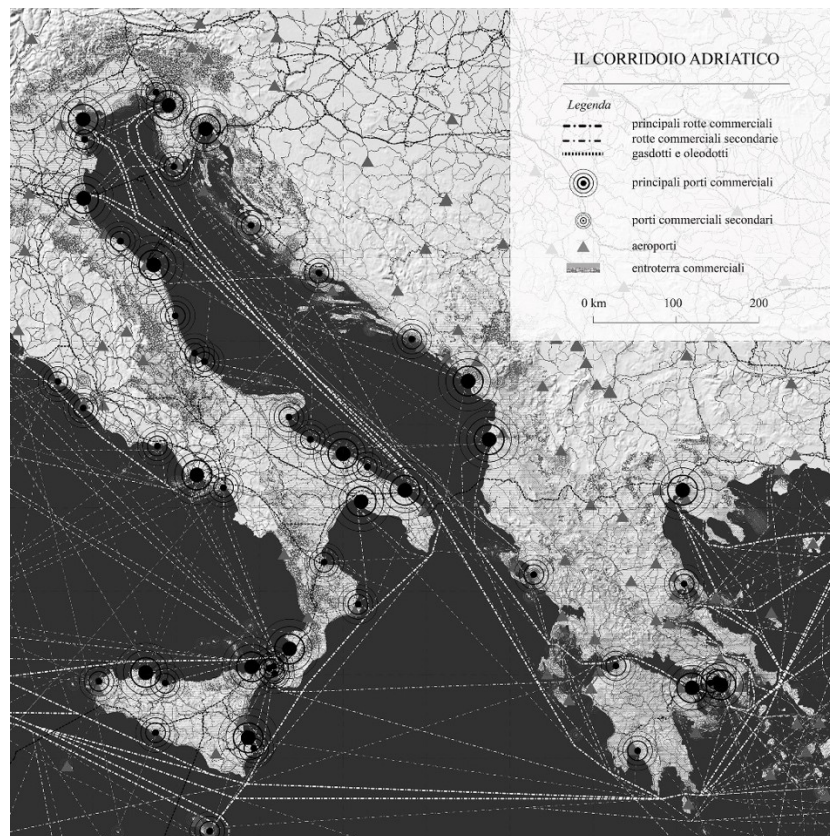 IL CORRIDOIO ADRIATICO
Legenda
principali rotte commerciali
rotte commerciali secondarie
gasdotti e oleodotti
principali porti commerciali
porti commerciali secondari
aeroporti
entroterra commerciali
0 km 100 200